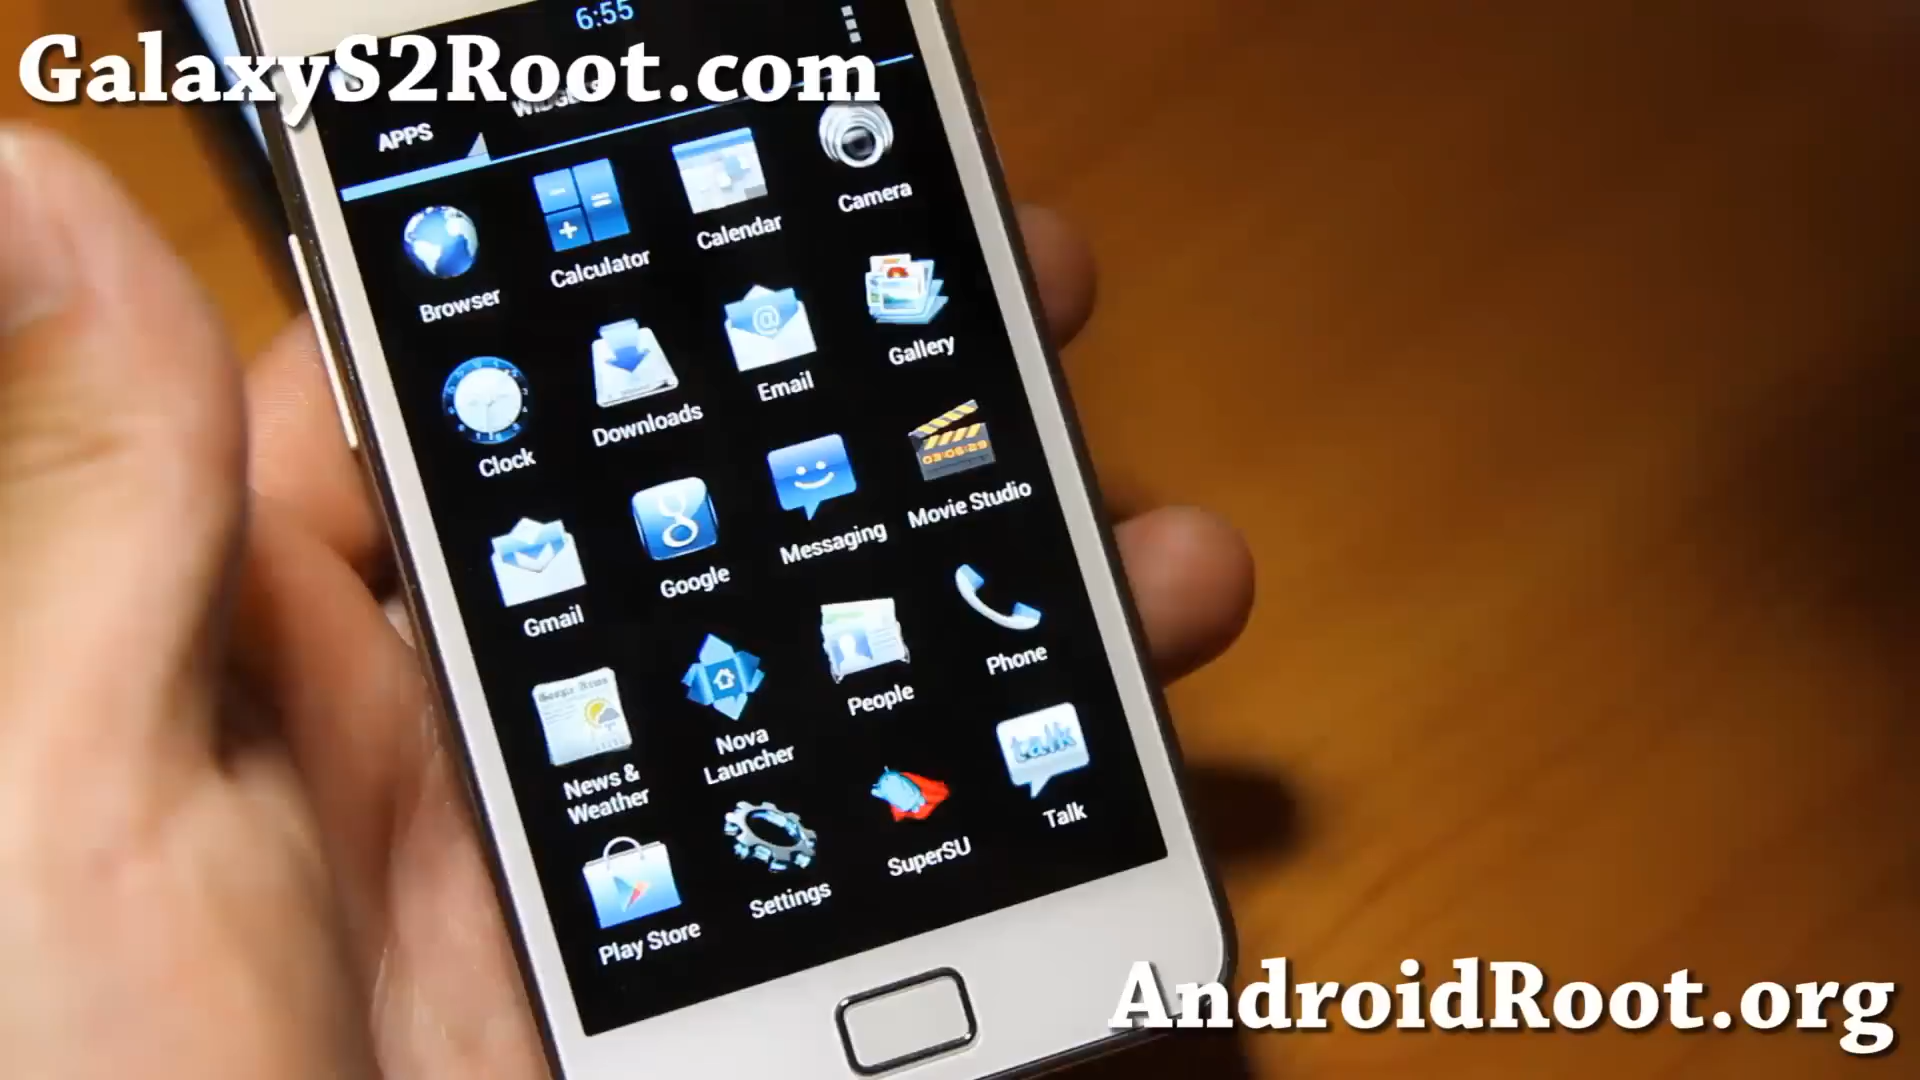 6:55
GalaxyS2Root.com
APPS
Browser
Calculator
Calendar
Camera
Clock
Downloads
Email
Gallery
Gmail
Google
Messaging
Movie Studio
News &
Weather
Nova
Launcher
People
Phone
talk
Play Store
Settings
SuperSU
Talk
AndroidRoot.org